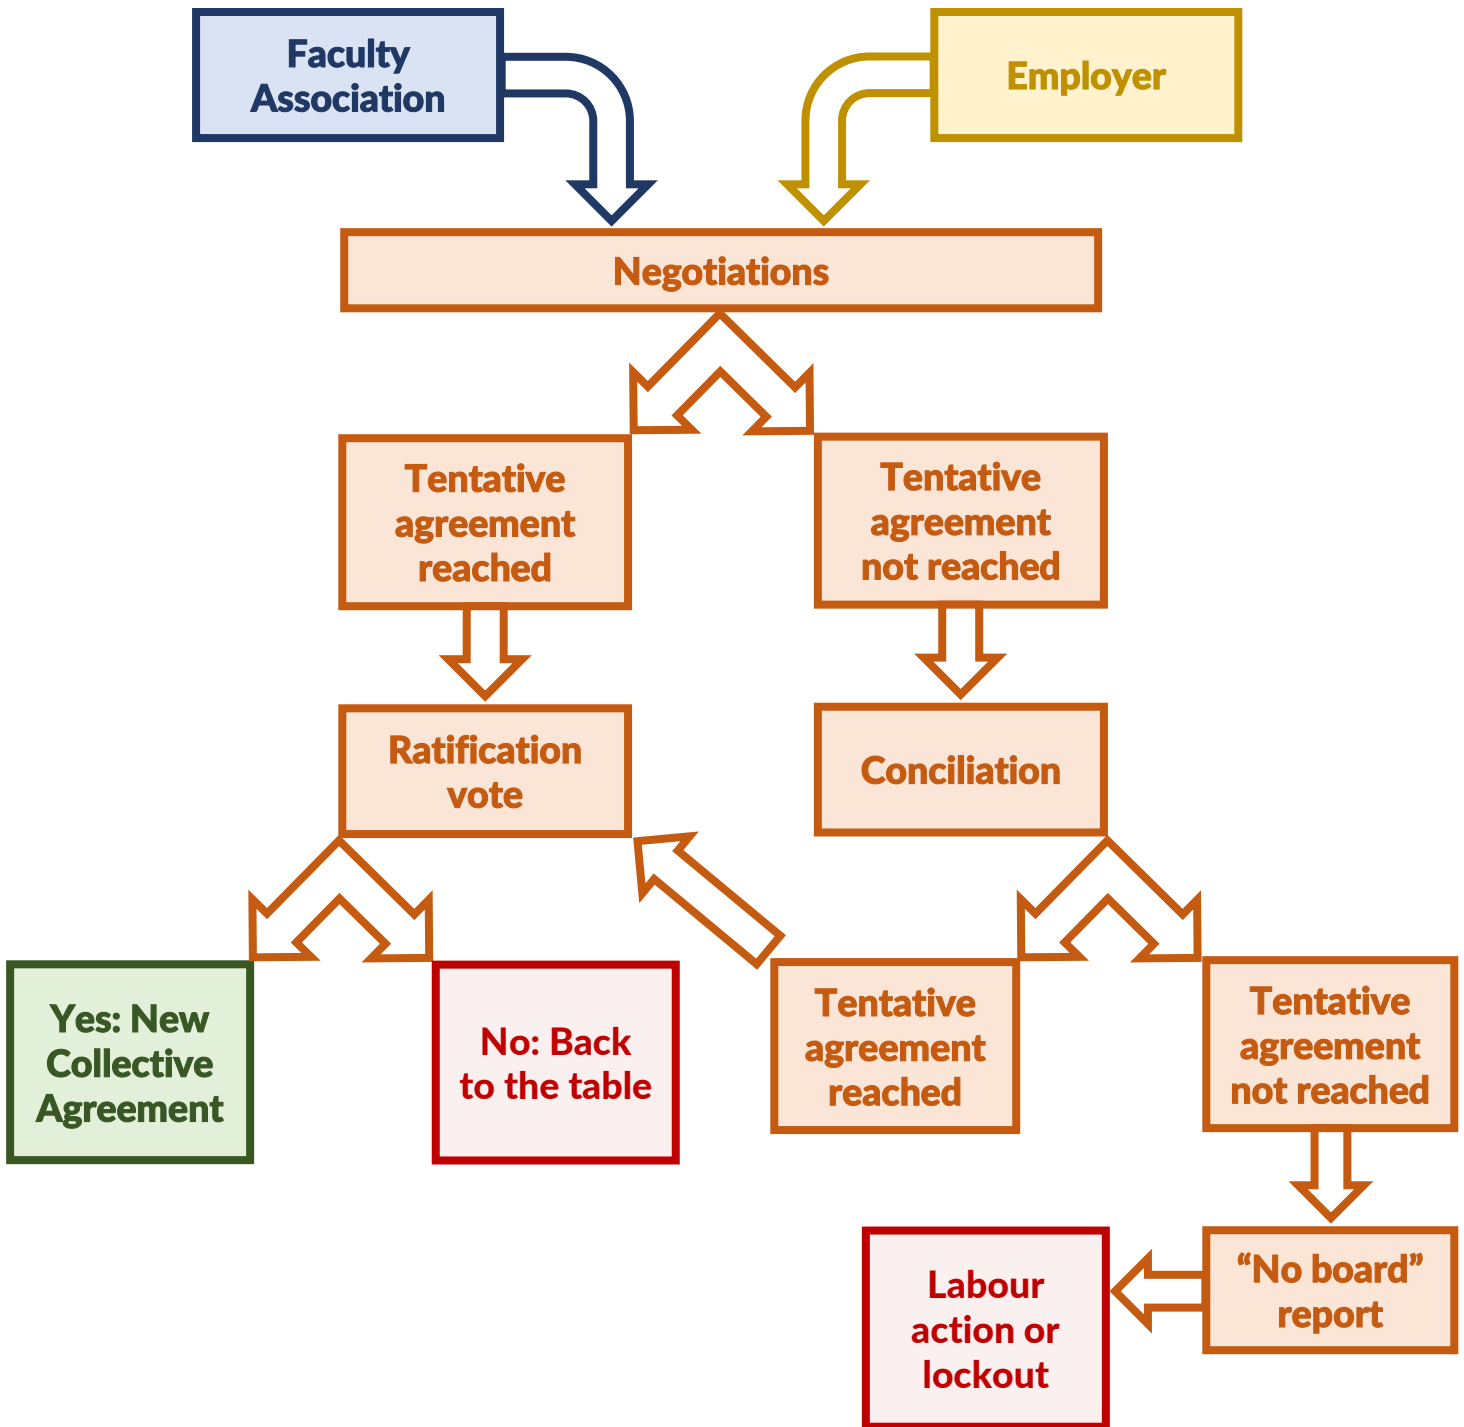 Faculty
Association
Employer
Negotiations
Tentative
agreement
reached
Tentative
agreement
not reached
Ratification
vote
Conciliation
Yes: New
Collective
Agreement
No: Back
to the table
Tentative
agreement
reached
Tentative
agreement
not reached
Labour
action or
lockout
“No board”
report